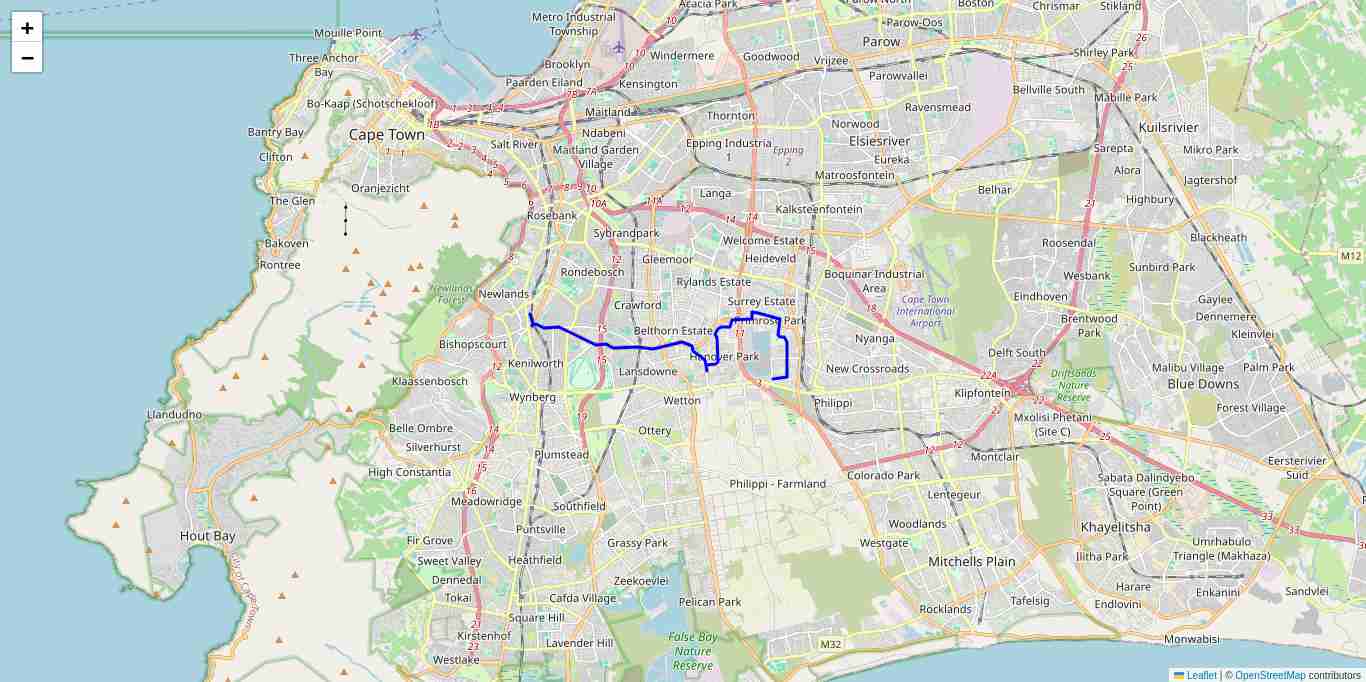 +
−
Acacia Park
Parow North
Boston
Chrismar
Stikland
Metro Industrial
Township
Parow-Oos
Mouille Point
Parow
Three Anchor
Bay
Windermere
Goodwood
Vrijzee
Shirley Park
Brooklyn
Parowvallei
Paarden Eiland
Kensington
Bellville South
Mabille Park
Bo-Kaap (Schotschekloof)
Maitland
Thornton
Ravensmead
Norwood
Kuilsrivier
Bantry Bay
Cape Town
Ndabeni
Salt River
Epping Industria
1
Epping
2
Elsiesriver
Sarepta
Mikro Park
Clifton
Maitland Garden
Village
Eureka
Matroosfontein
Alora
Oranjezicht
Langa
Belhar
Jagtershof
The Glen
Highbury
Rosebank
Kalksteenfontein
Sybrandpark
Welcome Estate
Roosendal
Blackheath
Bakoven
Gleemoor
Heideveld
M12
Rontree
Rondebosch
Rylands Estate
Boquinar Industrial
Area
Wesbank
Sunbird Park
Newlands
Forest
Newlands
Crawford
Surrey Estate
Cape Town
International
Airport
Eindhoven
Gaylee
Primrose Park
Brentwood
Park
Dennemere
Belthorn Estate
Kleinvlei
Bishopscourt
Nyanga
Delft South
Hanover Park
Kenilworth
Lansdowne
New Crossroads
Malibu Village
Palm Park
Klaassenbosch
Driftsands
Nature
Reserve
Blue Downs
Wynberg
Wetton
Philippi
Klipfontein
Forest Village
Llandudno
Mxolisi Phetani
(Site C)
Belle Ombre
Ottery
Silverhurst
Plumstead
Montclair
Eersterivier
Suid
High Constantia
Colorado Park
Sabata Dalindyebo
Square (Green
Point)
Philippi - Farmland
Lentegeur
Meadowridge
Southfield
Woodlands
Khayelitsha
Hout Bay
Puntsville
Fir Grove
Grassy Park
Westgate
Umrhabulo
Triangle (Makhaza)
Sweet Valley
Heathfield
Mitchells Plain
Ilitha Park
Dennedal
Zeekoevlei
Harare
Enkanini
Sandvlei
Tokai
Cafda Village
Pelican Park
Rocklands
Tafelsig
Endlovini
Square Hill
Kirstenhof
Lavender Hill
False Bay
Nature
Reserve
M32
Monwabisi
Westlake
Leaflet | © OpenStreetMap contributors